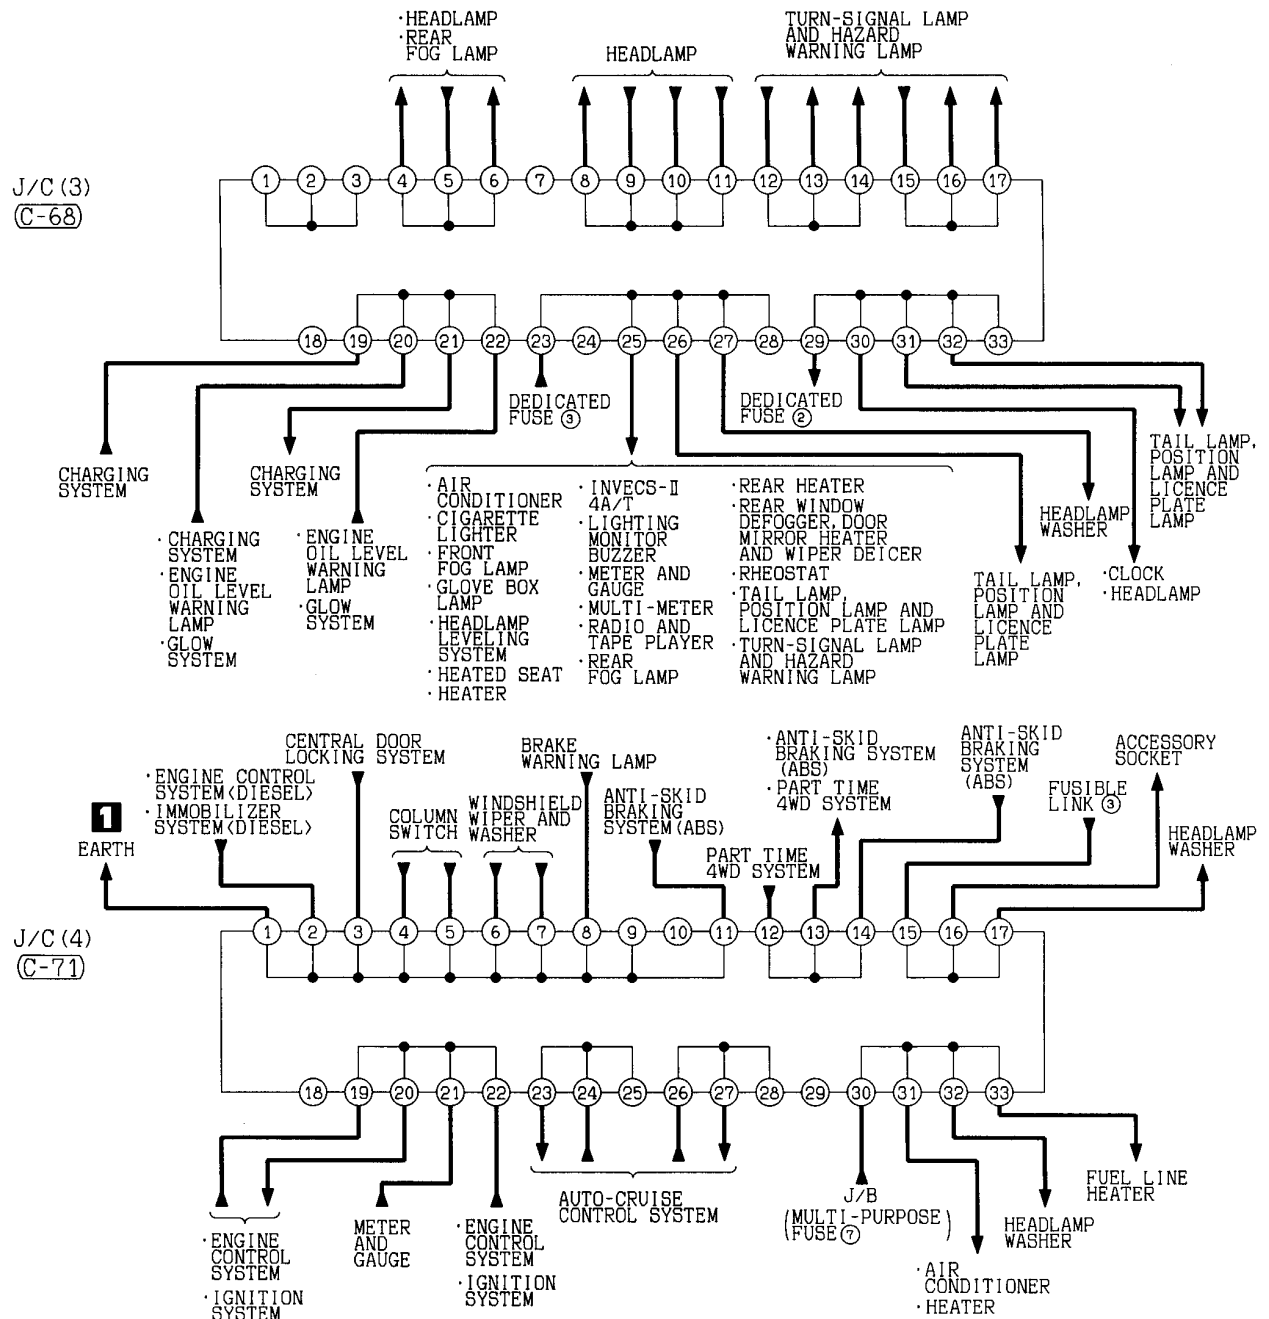 ·HEADLAMP
·REAR
FOG LAMP
HEADLAMP
TURN-SIGNAL LAMP
AND HAZARD
WARNING LAMP
J/C (3)
C-68
1 2 3 4 5 6 7 8 9 10 11 12 13 14 15 16 17
18 19 20 21 22 23 24 25 26 27 28 29 30 31 32 33
CHARGING
SYSTEM
·CHARGING
SYSTEM
·ENGINE
OIL LEVEL
WARNING
LAMP
·GLOW
SYSTEM
CHARGING
SYSTEM
·ENGINE
OIL LEVEL
WARNING
LAMP
·GLOW
SYSTEM
DEDICATED
FUSE ③
DEDICATED
FUSE ②
·AIR
CONDITIONER
·CIGARETTE
LIGHTER
·FRONT
FOG LAMP
·GLOVE BOX
LAMP
·HEADLAMP
LEVELING
SYSTEM
·HEATED SEAT
·HEATER
·INVECS-II
4A/T
·LIGHTING
MONITOR
BUZZER
·METER AND
GAUGE
·MULTI-METER
·RADIO AND
TAPE PLAYER
·REAR
FOG LAMP
·REAR HEATER
·REAR WINDOW
DEFOGGER, DOOR
MIRROR HEATER
AND WIPER DEICER
·RHEOSTAT
·TAIL LAMP,
POSITION LAMP AND
LICENCE PLATE LAMP
·TURN-SIGNAL LAMP
AND HAZARD
WARNING LAMP
TAIL LAMP,
POSITION
LAMP AND
LICENCE
PLATE
LAMP
HEADLAMP
WASHER
·CLOCK
·HEADLAMP
TAIL LAMP,
POSITION
LAMP AND
LICENCE
PLATE
LAMP
1
EARTH
·ENGINE CONTROL
SYSTEM<DIESEL>
·IMMOBILIZER
SYSTEM<DIESEL>
CENTRAL DOOR
LOCKING SYSTEM
COLUMN
SWITCH
WINDSHIELD
WIPER AND
WASHER
BRAKE
WARNING LAMP
ANTI-SKID
BRAKING
SYSTEM (ABS)
PART TIME
4WD SYSTEM
·ANTI-SKID
BRAKING SYSTEM
(ABS)
·PART TIME
4WD SYSTEM
ANTI-SKID
BRAKING
SYSTEM
(ABS)
FUSIBLE
LINK ③
ACCESSORY
SOCKET
HEADLAMP
WASHER
J/C (4)
C-71
1 2 3 4 5 6 7 8 9 10 11 12 13 14 15 16 17
18 19 20 21 22 23 24 25 26 27 28 29 30 31 32 33
·ENGINE
CONTROL
SYSTEM
·IGNITION
SYSTEM
METER
AND
GAUGE
·ENGINE
CONTROL
SYSTEM
·IGNITION
SYSTEM
AUTO-CRUISE
CONTROL SYSTEM
J/B
(MULTI-PURPOSE
FUSE ⑦)
·AIR
CONDITIONER
·HEATER
HEADLAMP
WASHER
FUEL LINE
HEATER